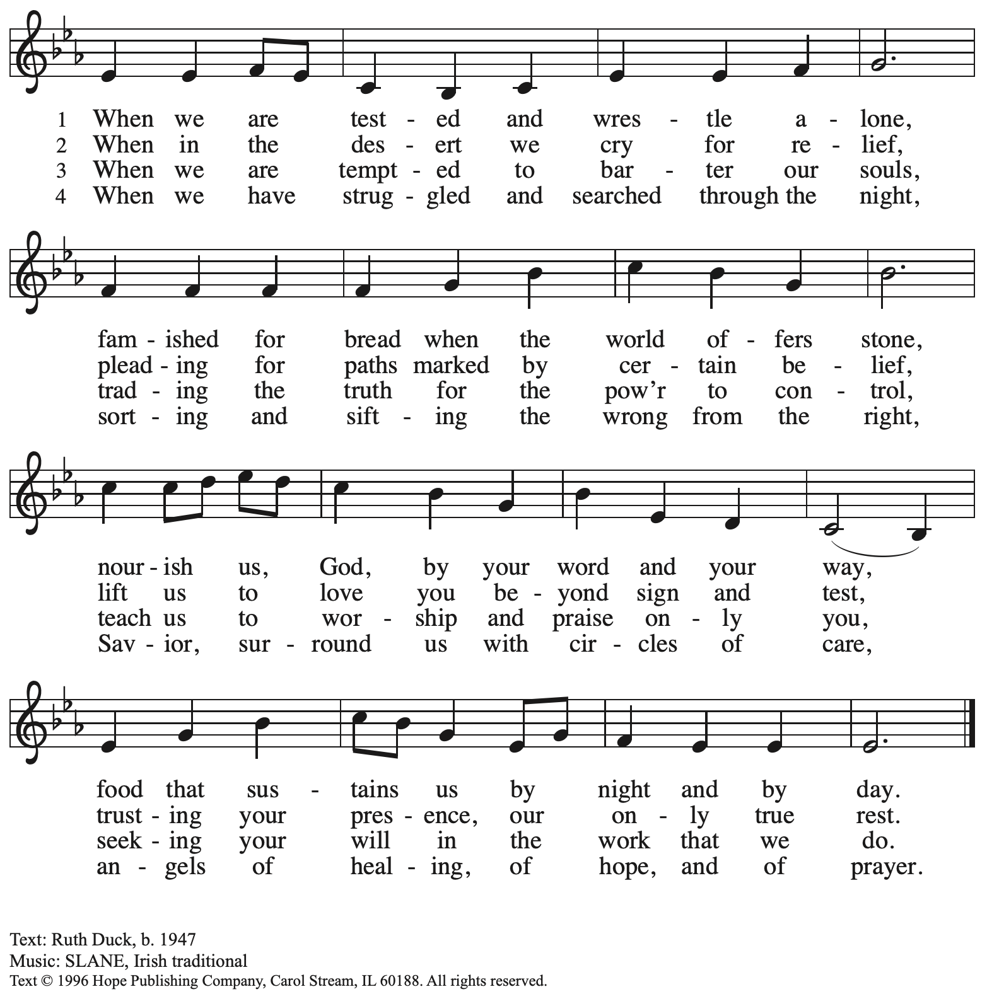 1 When we are test - ed and wres - tle a - lone,
2 When in the des - ert we cry for re - lief,
3 When we are tempt - ed to bar - ter our souls,
4 When we have strug - gled and searched through the night,
fam - ished for bread when the world of - fers stone,
plead - ing for paths marked by cer - tain be - lief,
trad - ing the truth for the pow’r to con - trol,
sort - ing and sift - ing the wrong from the right,
nour - ish us, God, by your word and your way,
lift us to love you be - yond sign and test,
teach us to wor - ship and praise on - ly you,
Sav - ior, sur - round us with cir - cles of care,
food that sus - tains us by night and by day.
trust - ing your pres - ence, our on - ly true rest.
seek - ing your will in the work that we do.
an - gels of heal - ing, of hope, and of prayer.
Text: Ruth Duck, b. 1947
Music: SLANE, Irish traditional
Text © 1996 Hope Publishing Company, Carol Stream, IL 60188. All rights reserved.